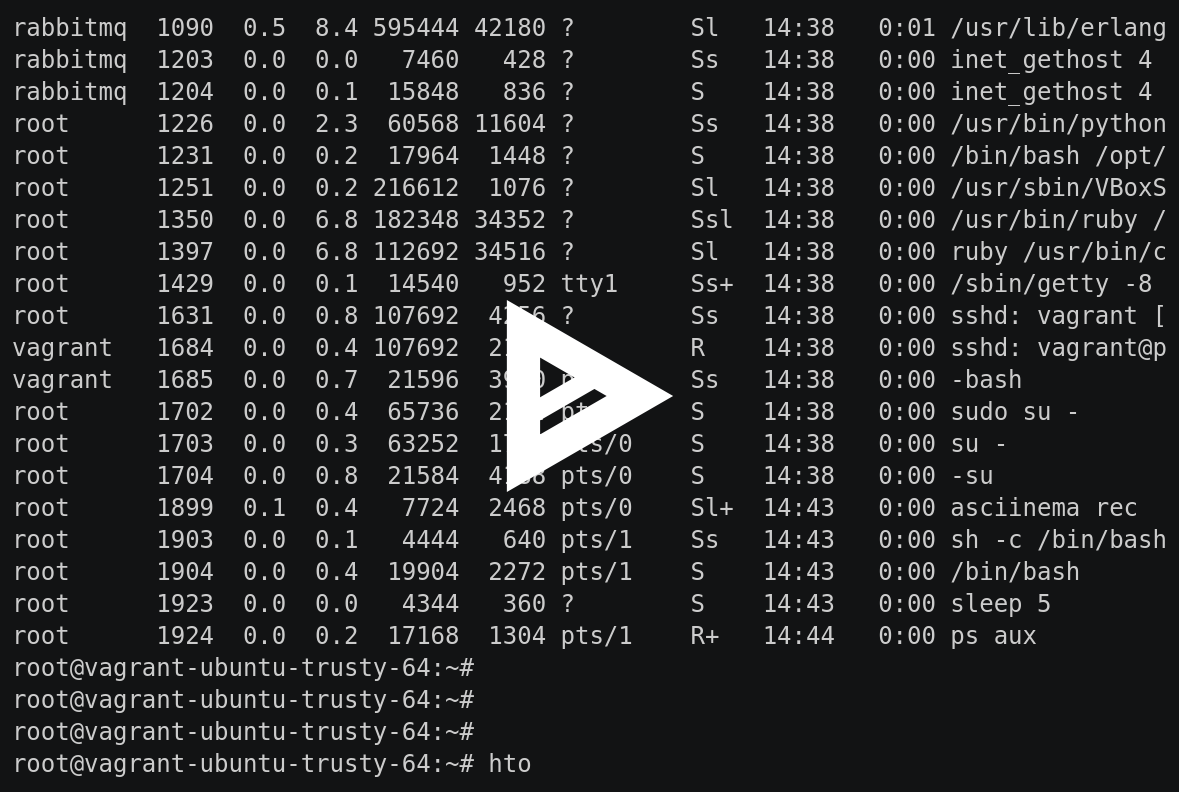 rabbitmq  1090  0.5  8.4 595444 42180 ?        Sl   14:38   0:01 /usr/lib/erlang
rabbitmq  1203  0.0  0.0   7460   428 ?        Ss   14:38   0:00 inet_gethost 4
rabbitmq  1204  0.0  0.1  15848   836 ?        S    14:38   0:00 inet_gethost 4
root      1226  0.0  2.3  60568 11604 ?        Ss   14:38   0:00 /usr/bin/python
root      1231  0.0  0.2  17964  1448 ?        S    14:38   0:00 /bin/bash /opt/
root      1251  0.0  0.2 216612  1076 ?        Sl   14:38   0:00 /usr/sbin/VBoxS
root      1350  0.0  6.8 182348 34352 ?        Ssl  14:38   0:00 /usr/bin/ruby /
root      1397  0.0  6.8 112692 34516 ?        Sl   14:38   0:00 ruby /usr/bin/c
root      1429  0.0  0.1  14540   952 tty1     Ss+  14:38   0:00 /sbin/getty -8
root      1631  0.0  0.8 107692 ?        Ss   14:38   0:00 sshd: vagrant [
vagrant   1684  0.0  0.4 107692 R    14:38   0:00 sshd: vagrant@p
vagrant   1685  0.0  0.7  21596 Ss   14:38   0:00 -bash
root      1702  0.0  0.4  65736 S    14:38   0:00 sudo su -
root      1703  0.0  0.3  63252 pts/0    S    14:38   0:00 su -
root      1704  0.0  0.8  21584 pts/0    S    14:38   0:00 -su
root      1899  0.1  0.4   7724  2468 pts/0    Sl+  14:43   0:00 asciinema rec
root      1903  0.0  0.1   4444   640 pts/1    Ss   14:43   0:00 sh -c /bin/bash
root      1904  0.0  0.4  19904  2272 pts/1    S    14:43   0:00 /bin/bash
root      1923  0.0  0.0   4344   360 ?        S    14:43   0:00 sleep 5
root      1924  0.0  0.2  17168  1304 pts/1    R+   14:44   0:00 ps aux
root@vagrant-ubuntu-trusty-64:~#
root@vagrant-ubuntu-trusty-64:~#
root@vagrant-ubuntu-trusty-64:~#
root@vagrant-ubuntu-trusty-64:~# hto